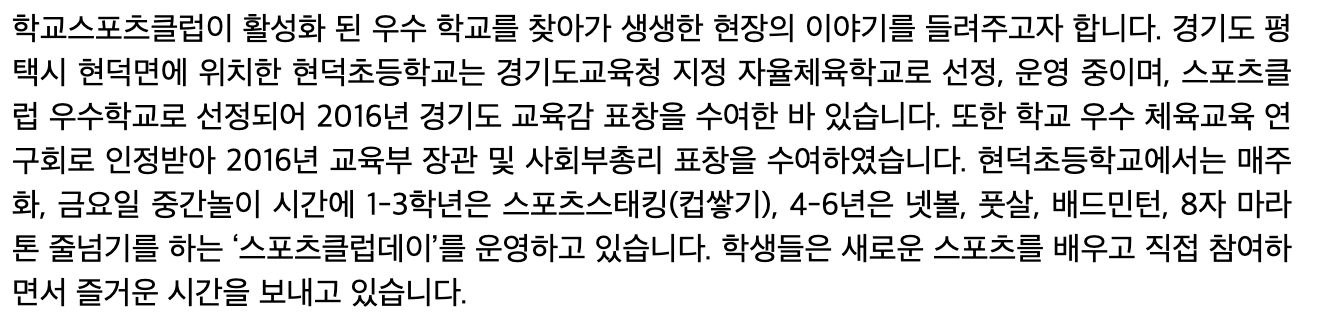 학교스포츠클럽이 활성화 된 우수 학교를 찾아가 생생한 현장의 이야기를 들려주고자 합니다. 경기도 평
택시 현덕면에 위치한 현덕초등학교는 경기도교육청 지정 자율체육학교로 선정, 운영 중이며, 스포츠클
럽 우수학교로 선정되어 2016년 경기도 교육감 표창을 수여한 바 있습니다. 또한 학교 우수 체육교육 연
구회로 인정받아 2016년 교육부 장관 및 사회부총리 표창을 수여하였습니다. 현덕초등학교에서는 매주
화, 금요일 중간놀이 시간에 1-3학년은 스포츠스태킹(컵쌓기), 4-6년은 넷볼, 풋살, 배드민턴, 8자 마라
톤 줄넘기를 하는 ‘스포츠클럽데이’를 운영하고 있습니다. 학생들은 새로운 스포츠를 배우고 직접 참여하
면서 즐거운 시간을 보내고 있습니다.